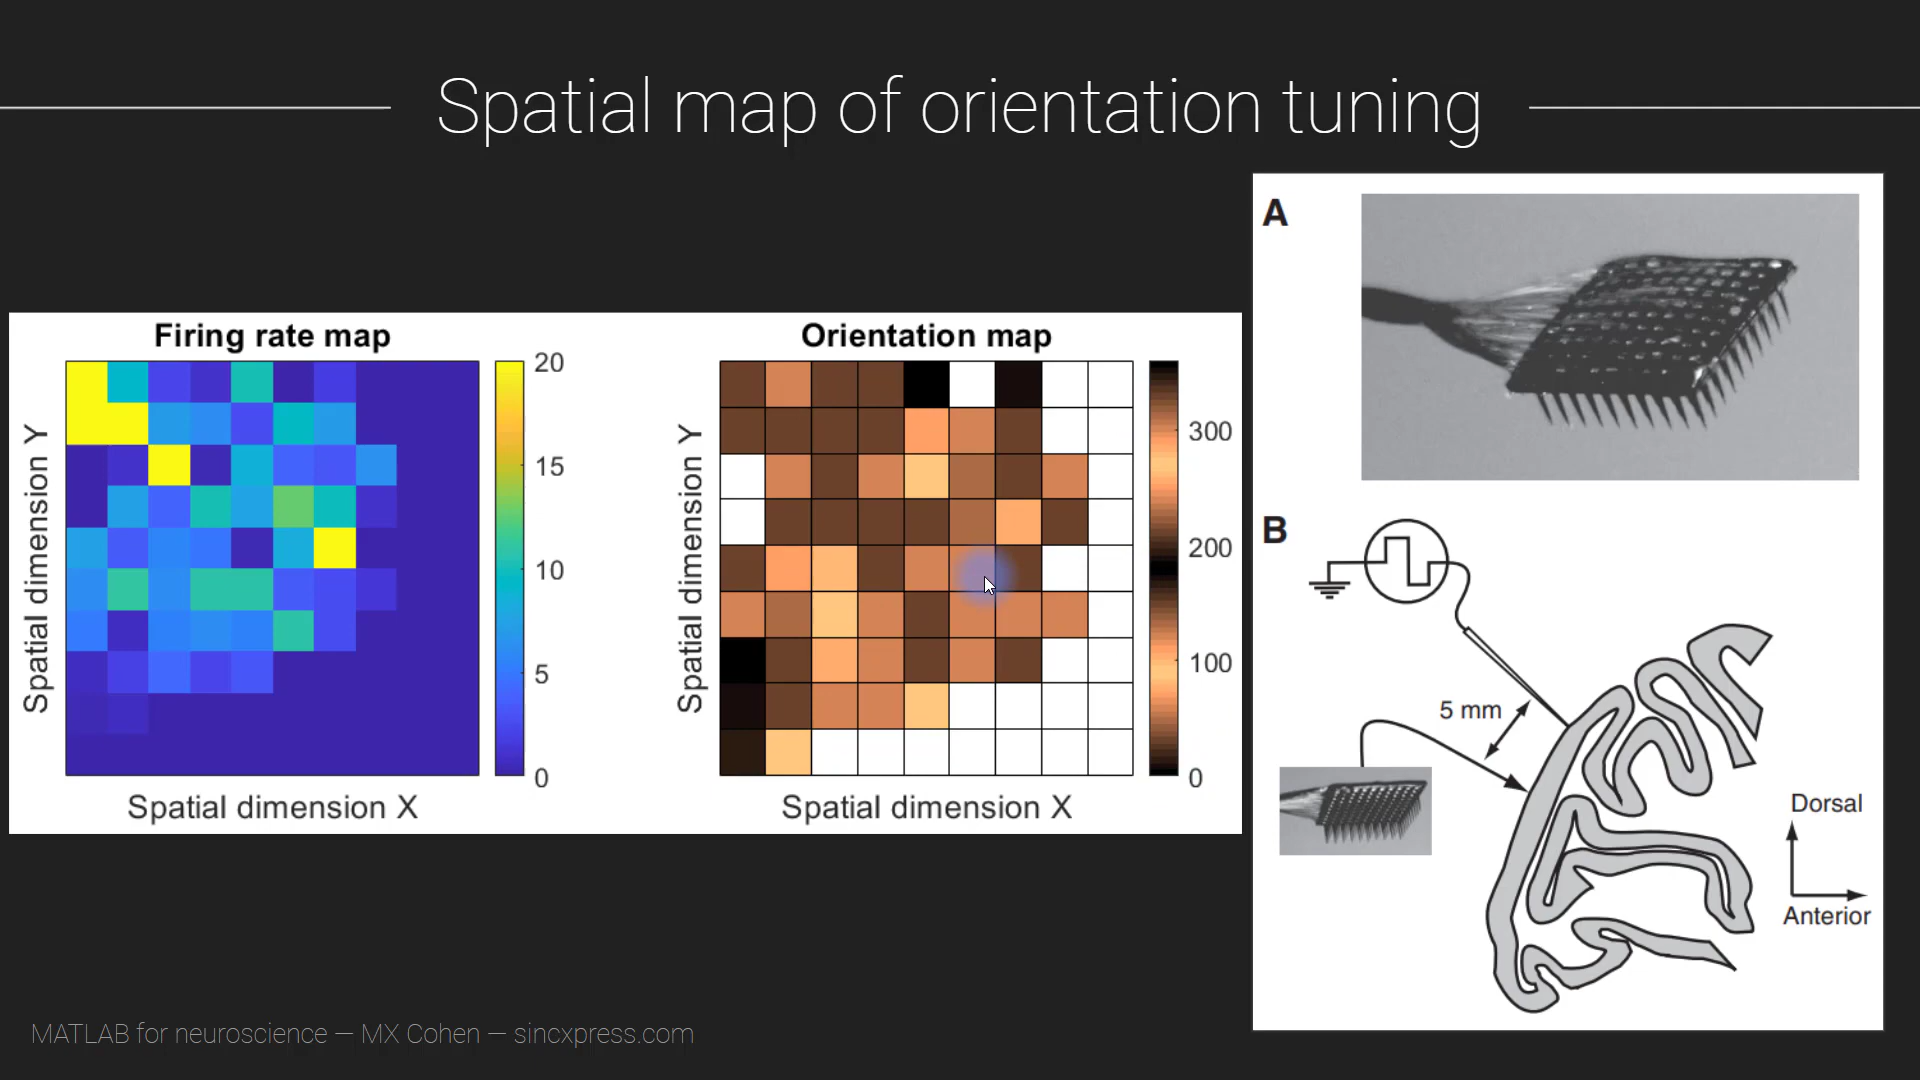 Spatial map of orientation tuning
Firing rate map
Spatial dimension Y
20
15
10
5
0
Spatial dimension X
Orientation map
Spatial dimension Y
300
200
100
0
Spatial dimension X
A
B
5 mm
Dorsal
Anterior
MATLAB for neuroscience — MX Cohen — sincxpress.com